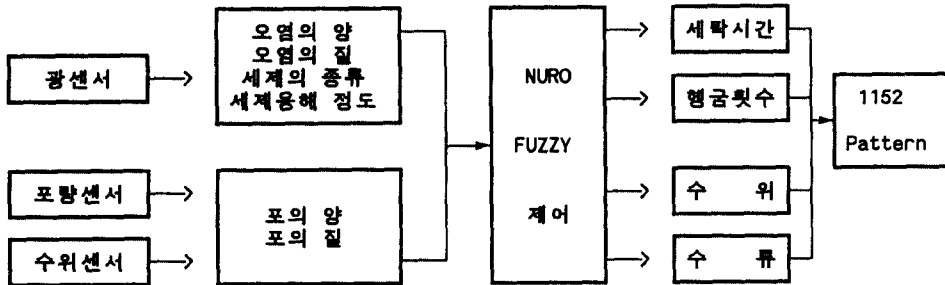 광센서
오염의 양
오염의 질
세제의 종류
세제용해 정도
포량센서
수위센서
포의 양
포의 질
NURO
FUZZY
제어
세탁시간
헹굼횟수
수 위
수 류
1152
Pattern